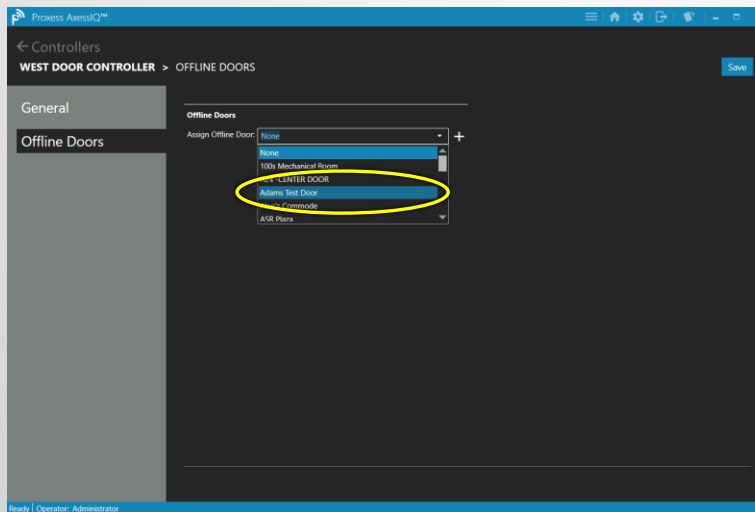 Proxess AxessIQ™
Controllers
WEST DOOR CONTROLLER > OFFLINE DOORS
Save
General
Offline Doors
Offline Doors
Assign Offline Door: None
None
100s Mechanical Room
-CENTER DOOR
Adams Test Door
Commode
ASR Plaza
Ready Operator: Administrator